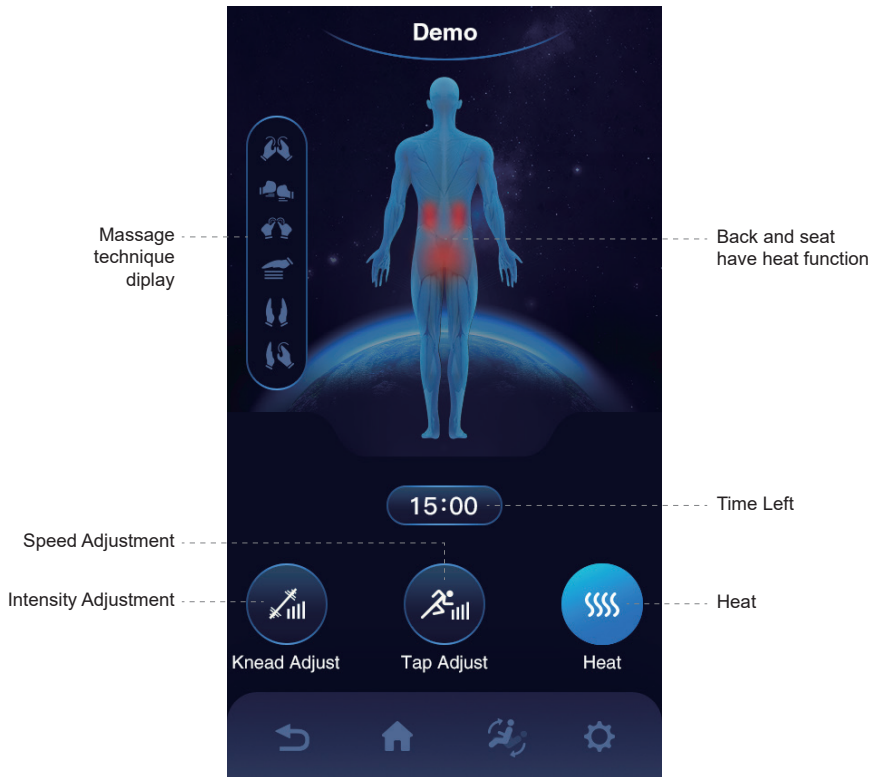 Demo
Massage
technique
diplay
Back and seat
have heat function
15:00
Time Left
Speed Adjustment
Intensity Adjustment
Heat
Knead Adjust
Tap Adjust
Heat